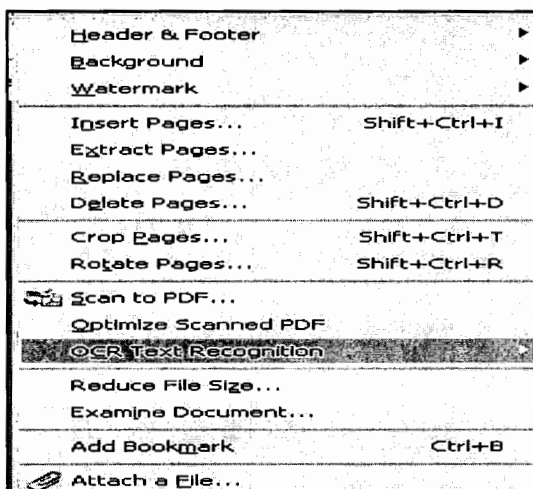 Header & Footer
Background
Watermark
Insert Pages... Shift+Ctrl+I
Extract Pages...
Replace Pages...
Delete Pages... Shift+Ctrl+D
Crop Pages... Shift+Ctrl+T
Rotate Pages... Shift+Ctrl+R
Scan to PDF...
Optimize Scanned PDF
OCR Text Recognition
Reduce File Size...
Examine Document...
Add Bookmark Ctrl+B
Attach a File...